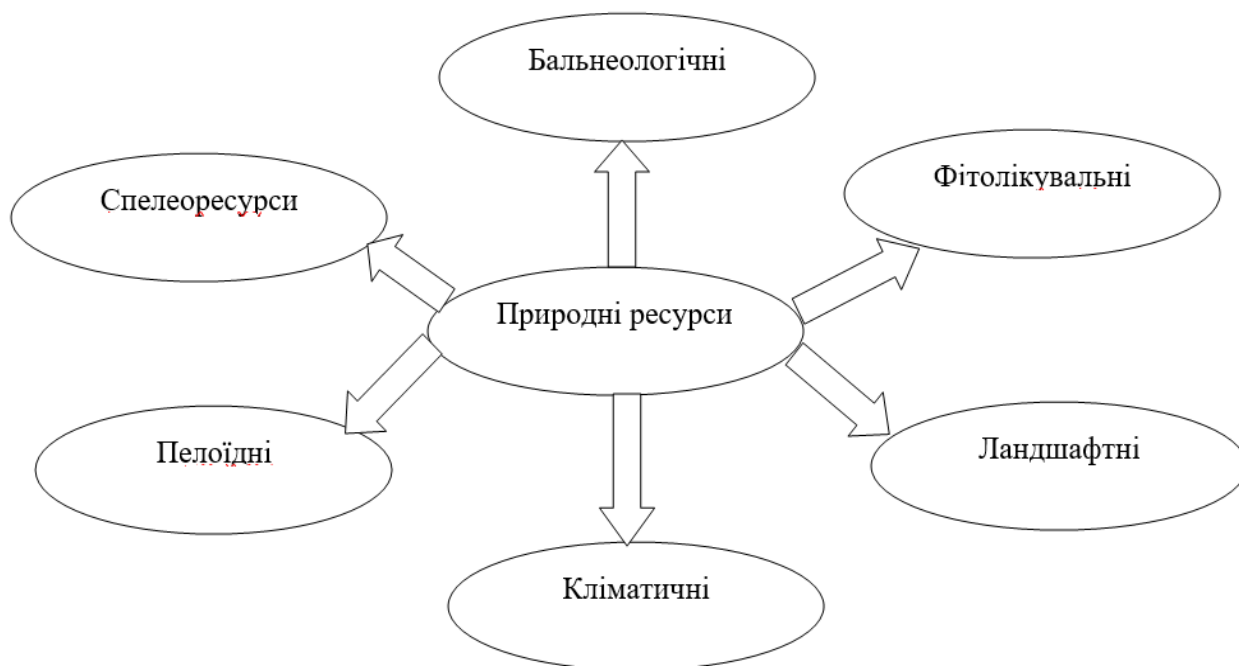 Бальнеологічні
Фітолікувальні
Спелеоресурси
Природні ресурси
Пелоїдні
Ландшафтні
Кліматичні